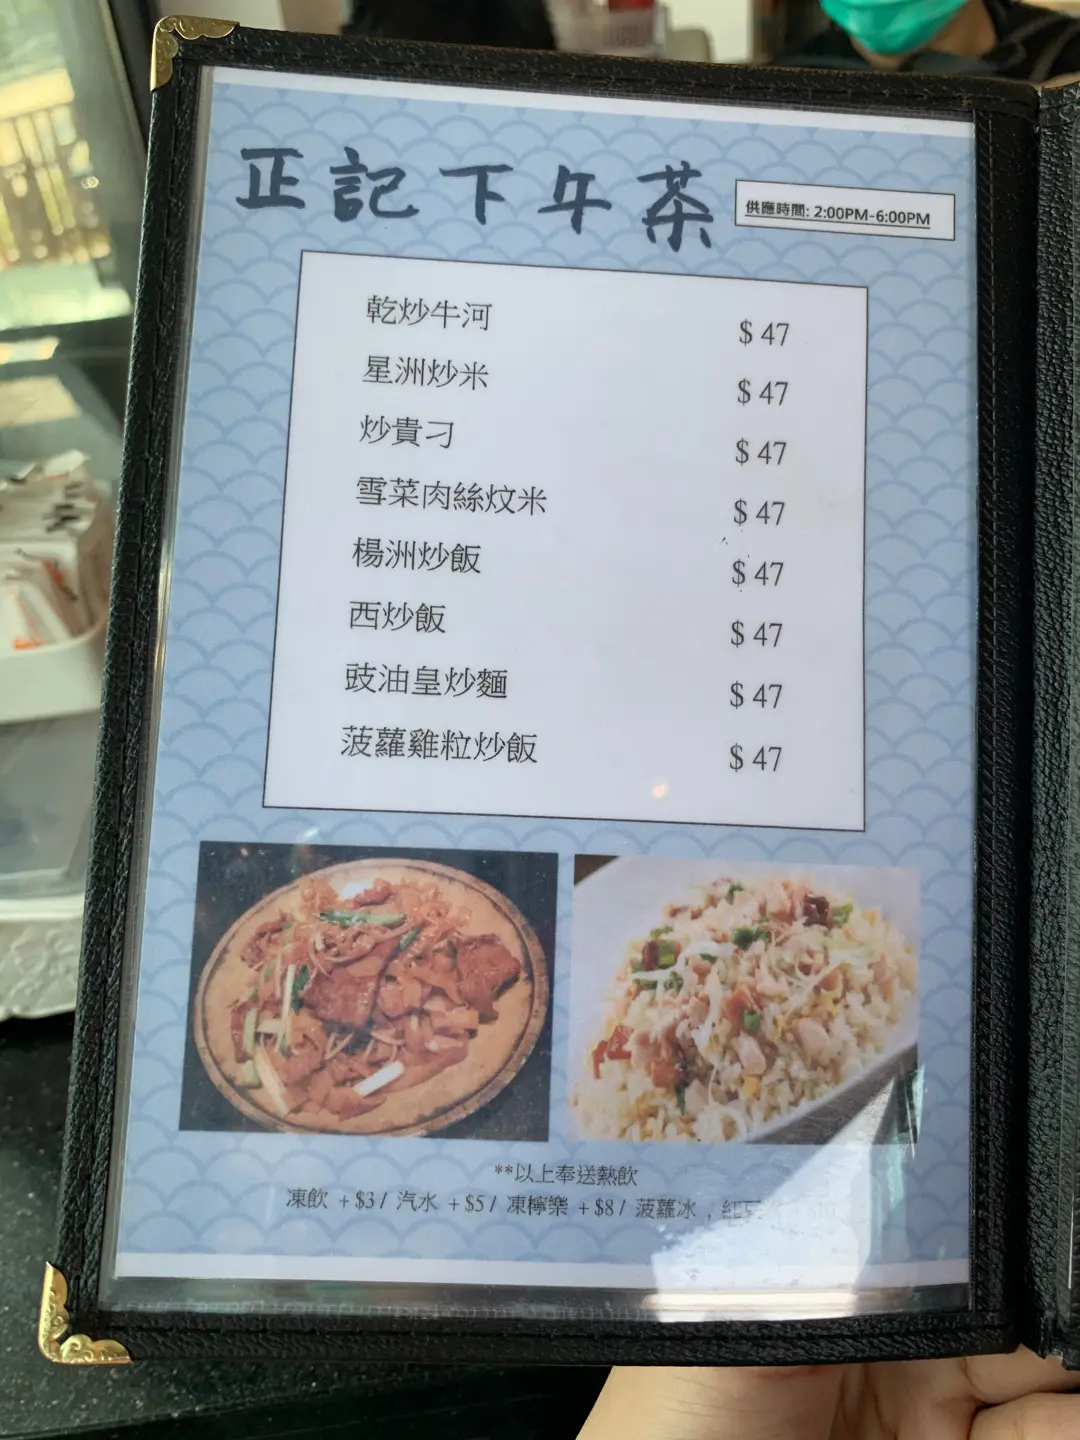 正記下午茶
供應時間: 2:00PM-6:00PM
乾炒牛河 $ 47
星洲炒米 $ 47
炒貴刁 $ 47
雪菜肉絲炆米 $ 47
楊洲炒飯 $ 47
西炒飯 $ 47
豉油皇炒麵 $ 47
菠蘿雞粒炒飯 $ 47
**以上奉送熱飲
凍飲 +$3 / 汽水 +$5 / 凍檸樂 +$8 / 菠蘿冰 , 紅豆